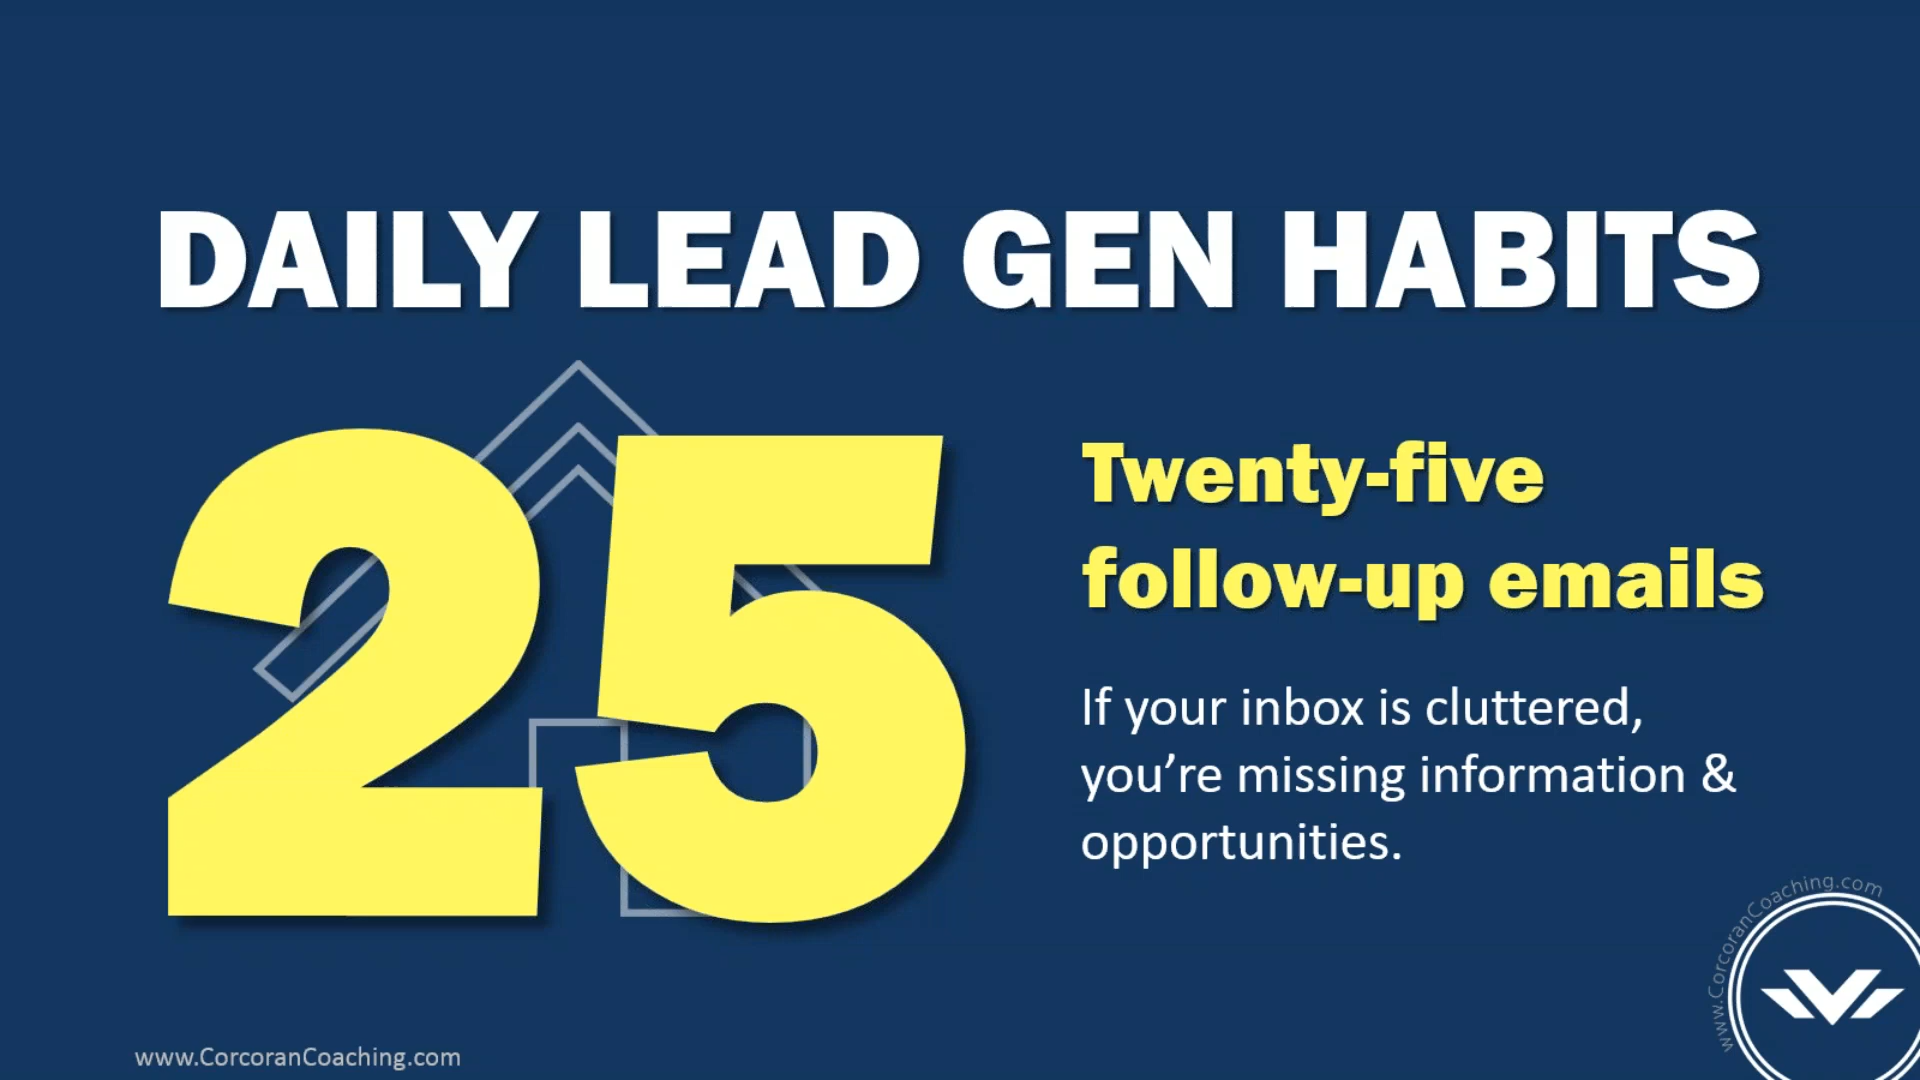 DAILY LEAD GEN HABITS
25
Twenty-five
follow-up emails
If your inbox is cluttered,
you’re missing information &
opportunities.
www.CorcoranCoaching.com
www.CorcoranCoaching.com